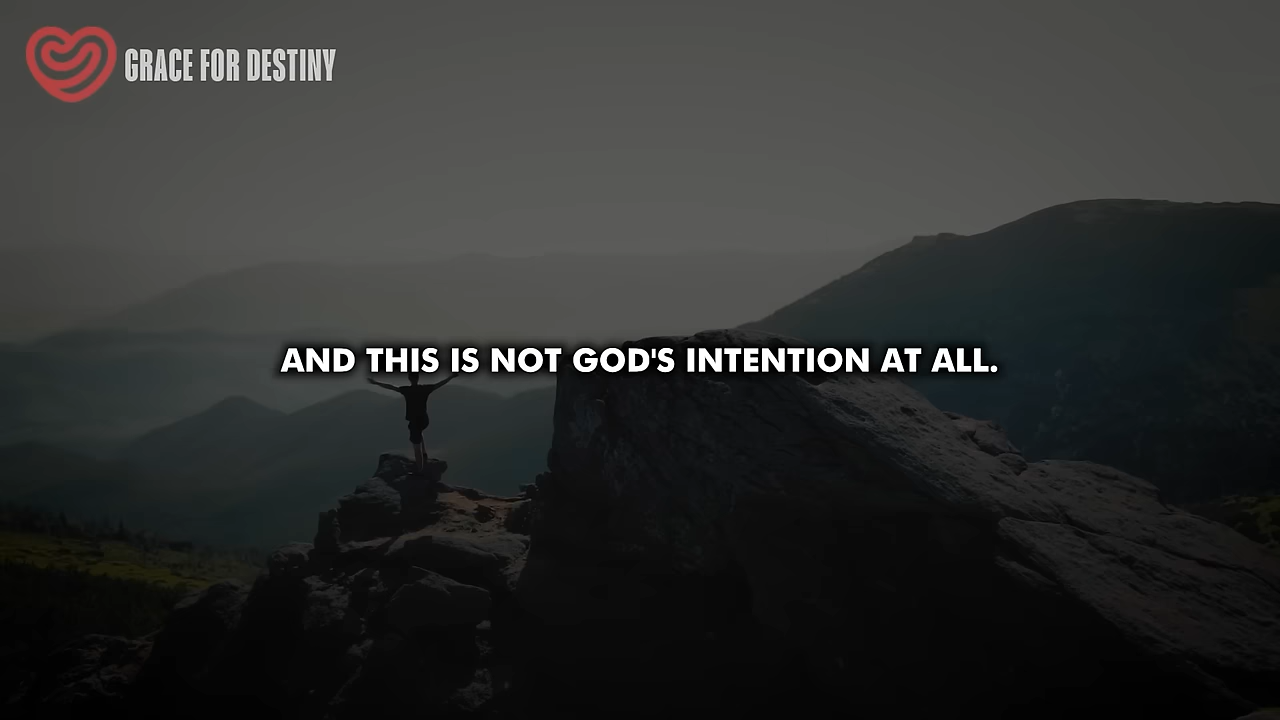 GRACE FOR DESTINY
AND THIS IS NOT GOD'S INTENTION AT ALL.